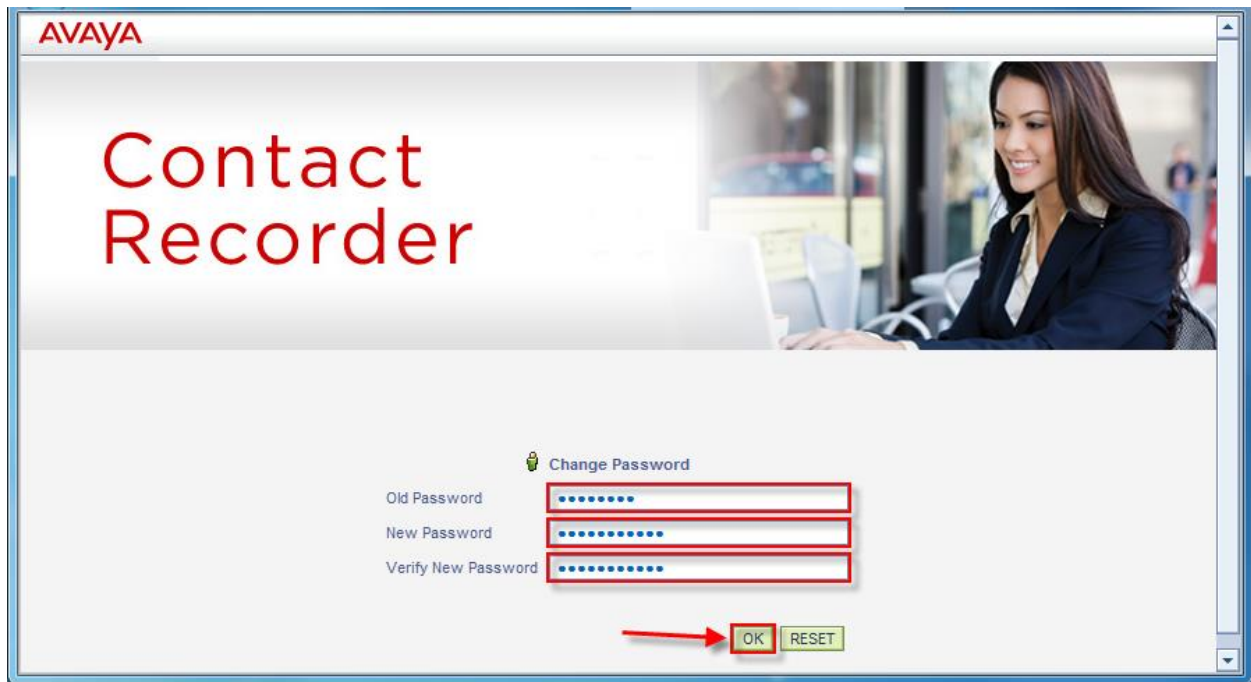 AVAYA
Contact
Recorder
Change Password
Old Password ••••••••
New Password •••••••••••
Verify New Password •••••••••••
OK RESET